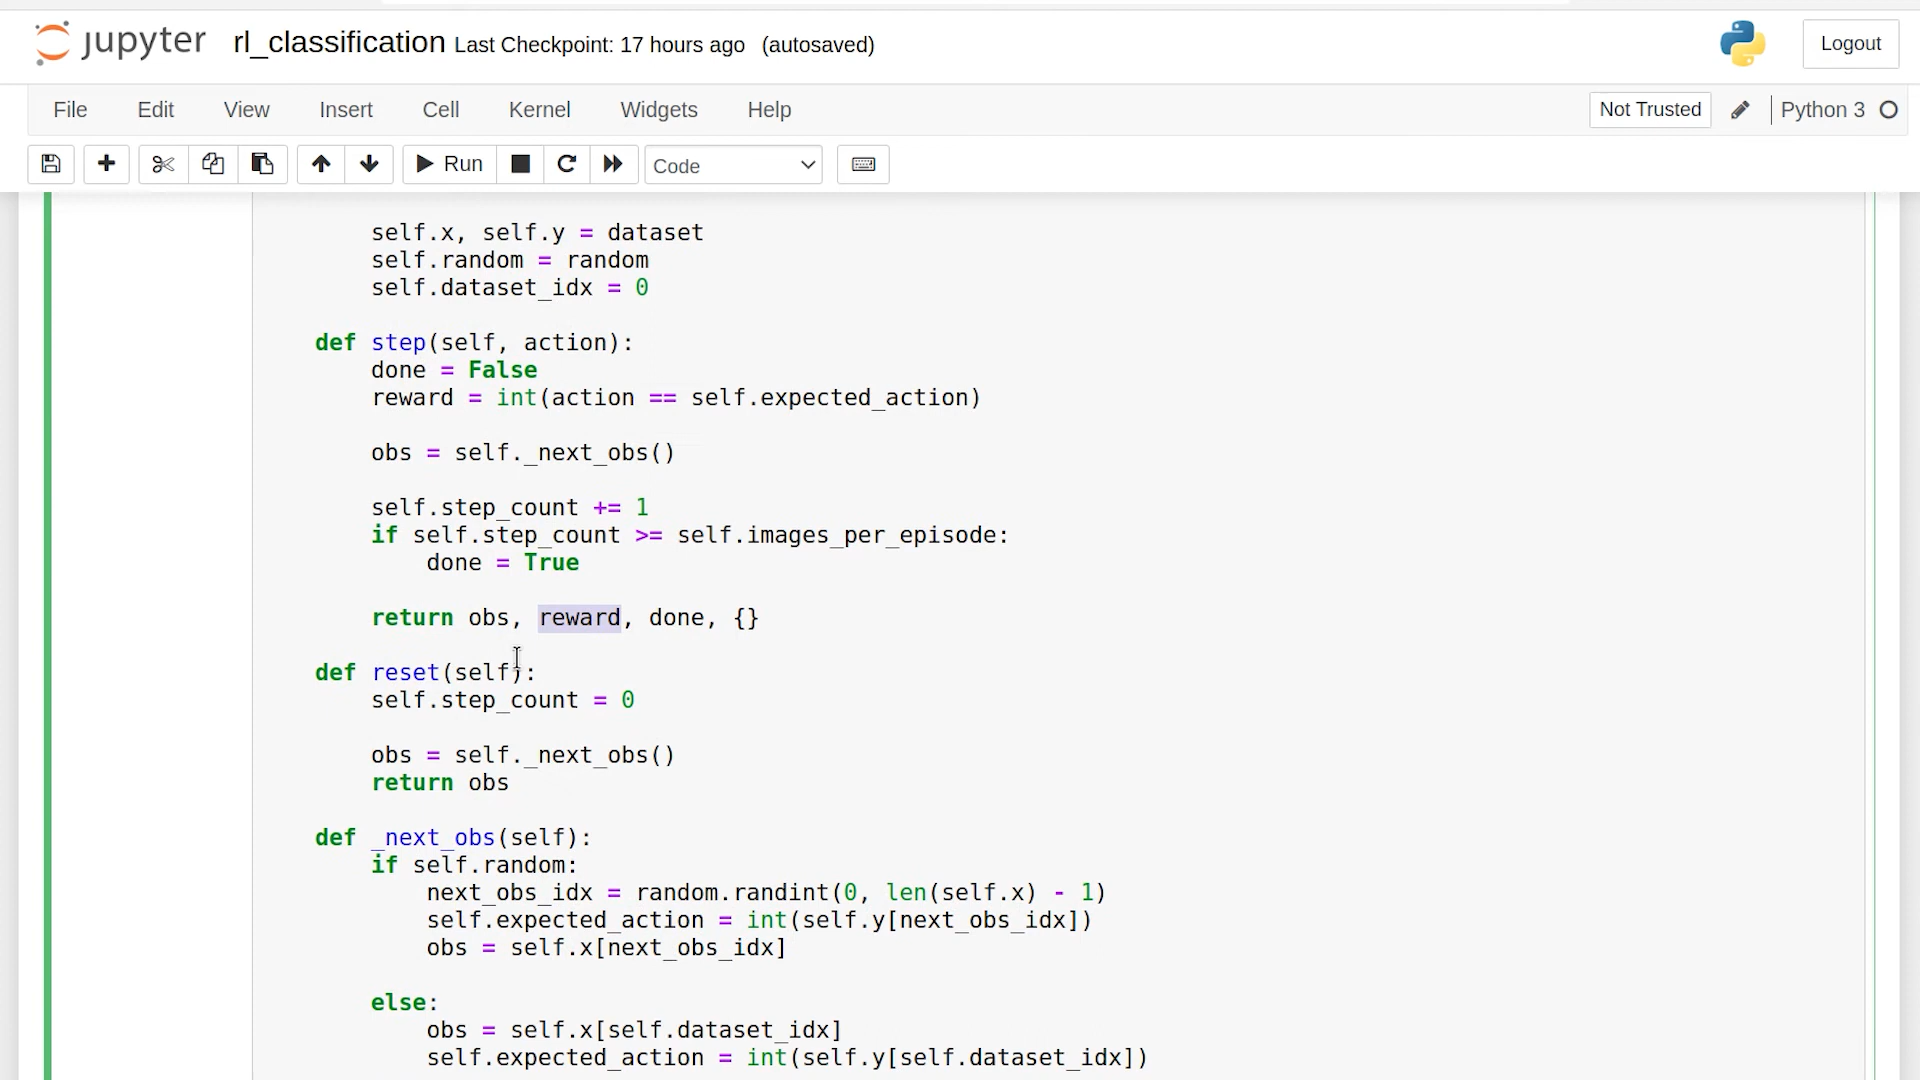 jupyter rl_classification Last Checkpoint: 17 hours ago (autosaved) Logout
File Edit View Insert Cell Kernel Widgets Help Not Trusted Python 3
Run Code
self.x, self.y = dataset
self.random = random
self.dataset_idx = 0
def step(self, action):
done = False
reward = int(action == self.expected_action)
obs = self._next_obs()
self.step_count += 1
if self.step_count >= self.images_per_episode:
done = True
return obs, reward, done, {}
def reset(self):
self.step_count = 0
obs = self._next_obs()
return obs
def _next_obs(self):
if self.random:
next_obs_idx = random.randint(0, len(self.x) - 1)
self.expected_action = int(self.y[next_obs_idx])
obs = self.x[next_obs_idx]
else:
obs = self.x[self.dataset_idx]
self.expected_action = int(self.y[self.dataset_idx])